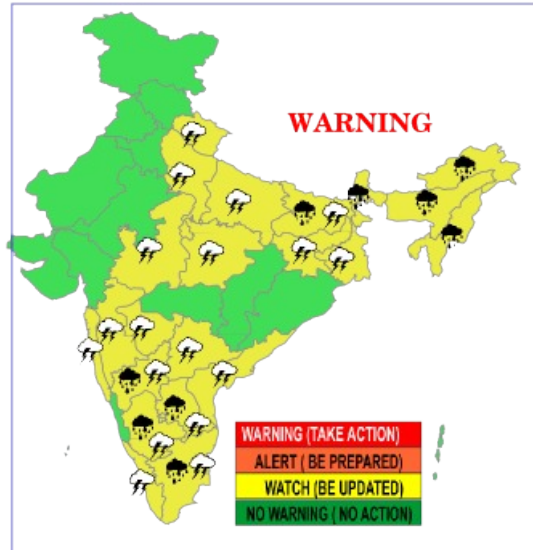 WARNING
WARNING (TAKE ACTION)
ALERT ( BE PREPARED)
WATCH (BE UPDATED)
NO WARNING ( NO ACTION)